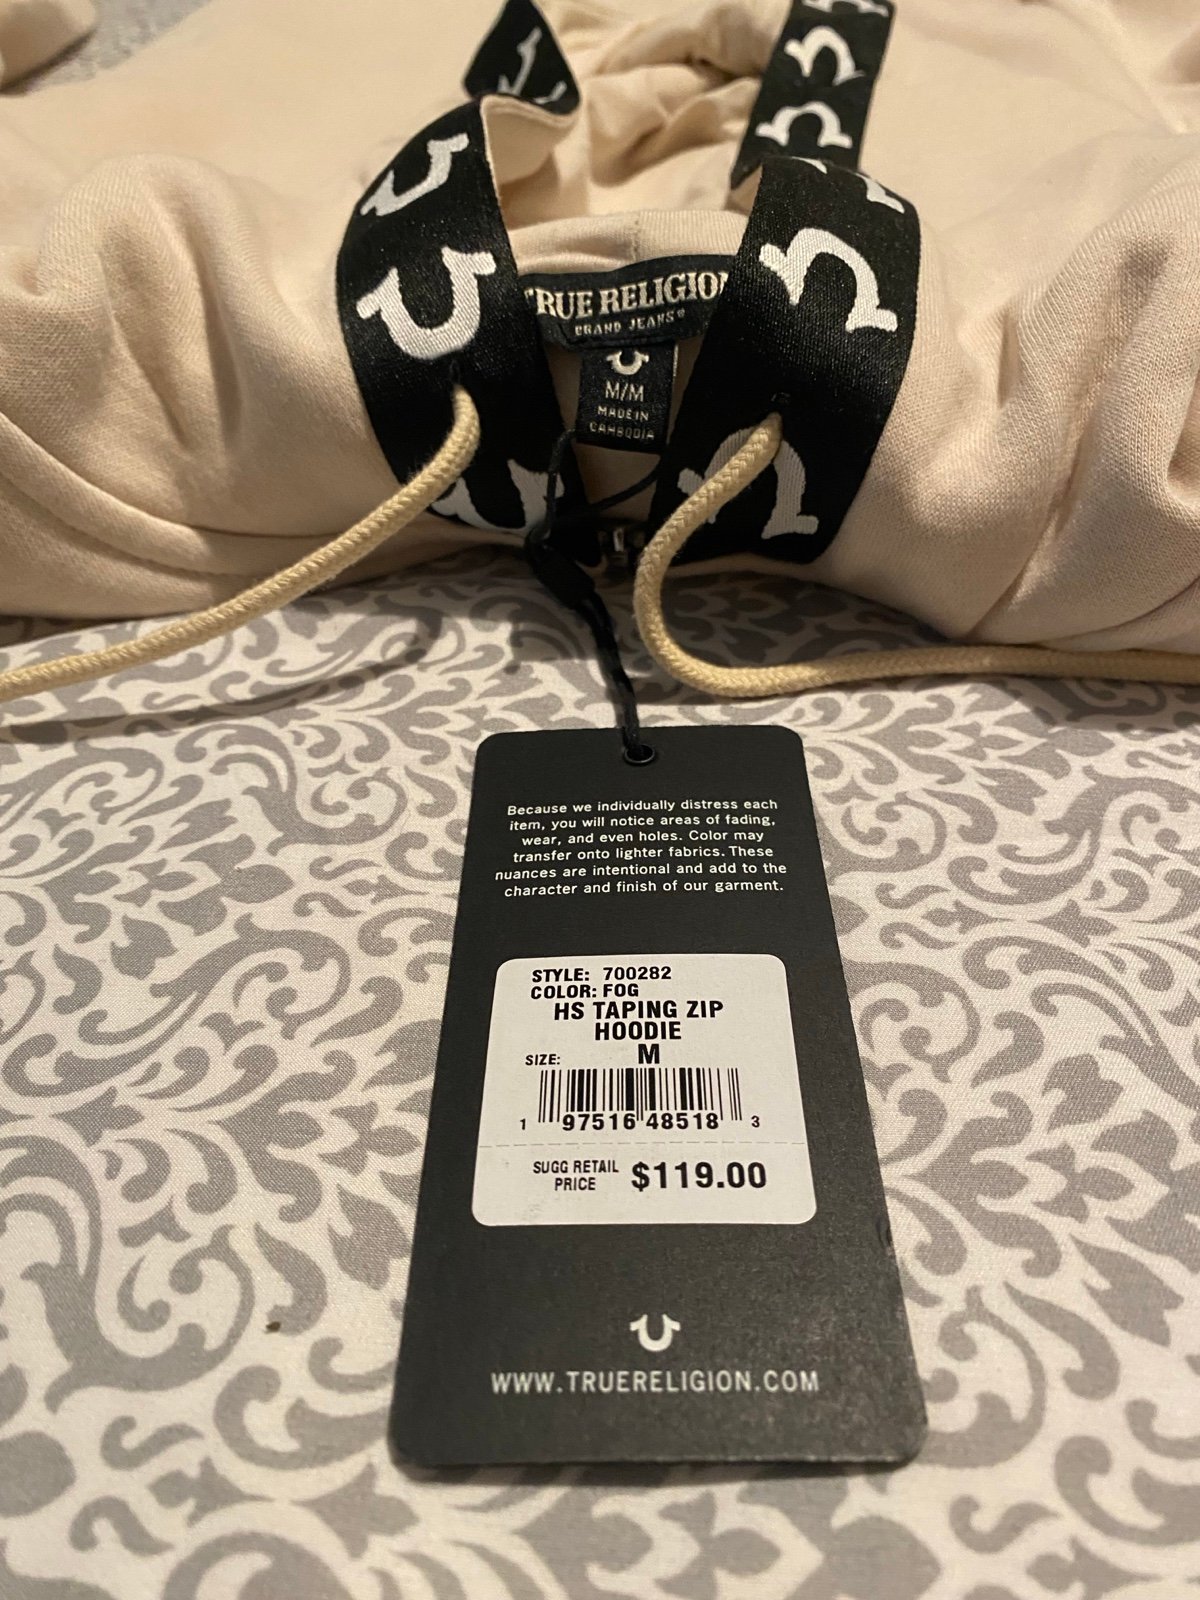 TRUE RELIGION
BRAND JEANS®
M/M
MADE IN
CAMBODIA
Because we individually distress each
item, you will notice areas of fading,
wear, and even holes. Color may
transfer onto lighter fabrics. These
nuances are intentional and add to the
character and finish of our garment.
STYLE: 700282
COLOR: FOG
HS TAPING ZIP
HOODIE
SIZE: M
1 97516 48518 3
SUGG RETAIL
PRICE $119.00
WWW.TRUERELIGION.COM